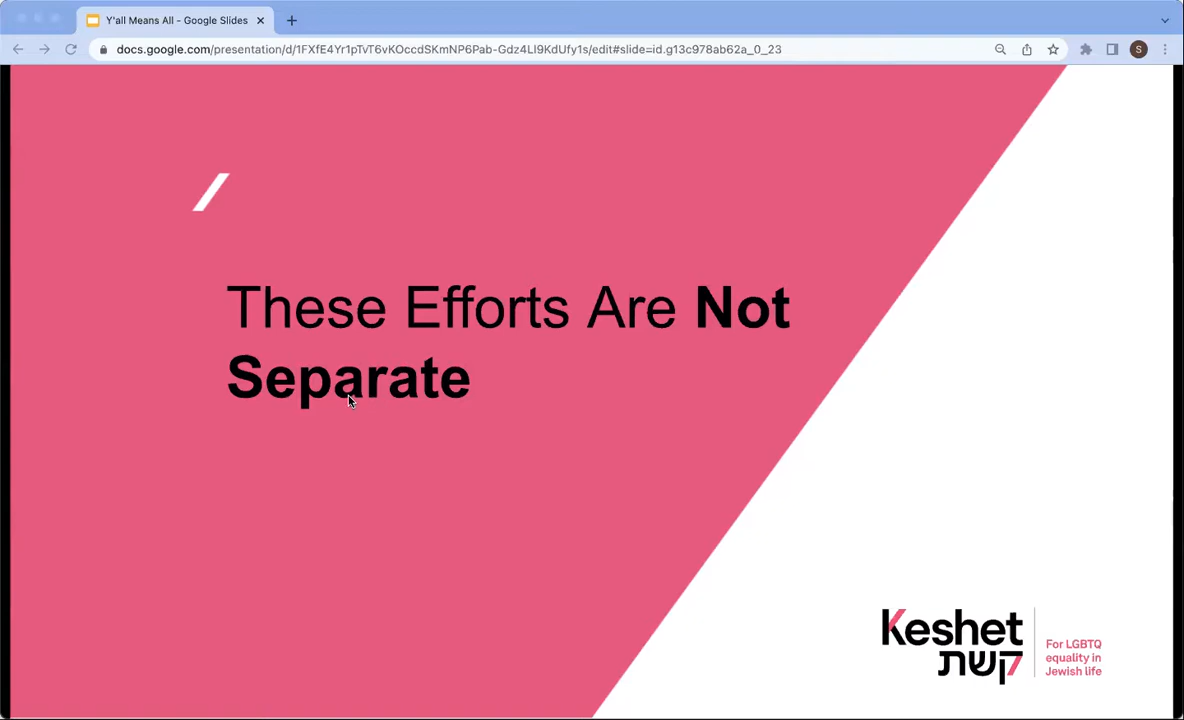 Y'all Means All - Google Slides
docs.google.com/presentation/d/1FXfE4Yr1pTvT6vKOccdSKmNP6Pab-Gdz4LI9KdUfy1s/edit#slide=id.g13c978ab62a_0_23
S
These Efforts Are Not
Separate
Keshet
קשת
For LGBTQ
equality in
Jewish life